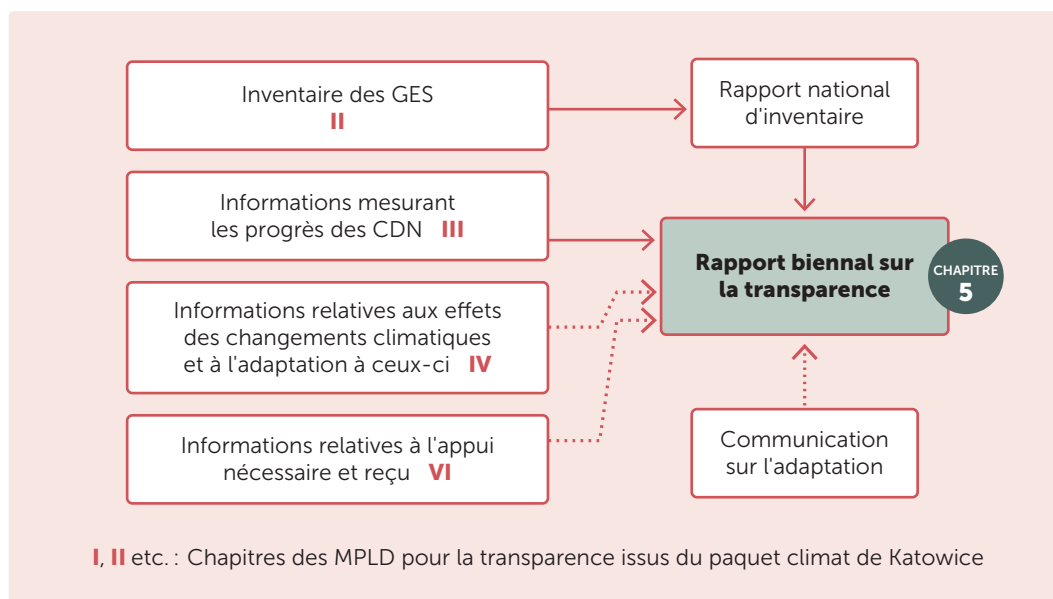 Inventaire des GES
II
Rapport national
d'inventaire
Informations mesurant
les progrès des CDN III
Rapport biennal sur
la transparence
CHAPITRE
5
Informations relatives aux effets
des changements climatiques
et à l'adaptation à ceux-ci IV
Informations relatives à l'appui
nécessaire et reçu VI
Communication
sur l'adaptation
I, II etc. : Chapitres des MPLD pour la transparence issus du paquet climat de Katowice